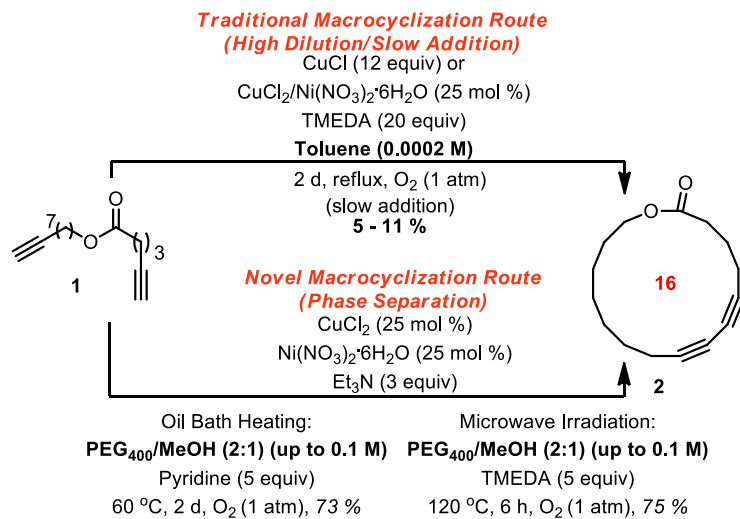 Traditional Macrocyclization Route
(High Dilution/Slow Addition)
CuCl (12 equiv) or
CuCl₂/Ni(NO₃)₂·6H₂O (25 mol %)
TMEDA (20 equiv)
Toluene (0.0002 M)
2 d, reflux, O₂ (1 atm)
(slow addition)
5 - 11 %
7
O
O
3
1
O
O
16
2
Novel Macrocyclization Route
(Phase Separation)
CuCl₂ (25 mol %)
Ni(NO₃)₂·6H₂O (25 mol %)
Et₃N (3 equiv)
Oil Bath Heating:
PEG₄₀₀/MeOH (2:1) (up to 0.1 M)
Pyridine (5 equiv)
60 °C, 2 d, O₂ (1 atm), 73 %
Microwave Irradiation:
PEG₄₀₀/MeOH (2:1) (up to 0.1 M)
TMEDA (5 equiv)
120 °C, 6 h, O₂ (1 atm), 75 %